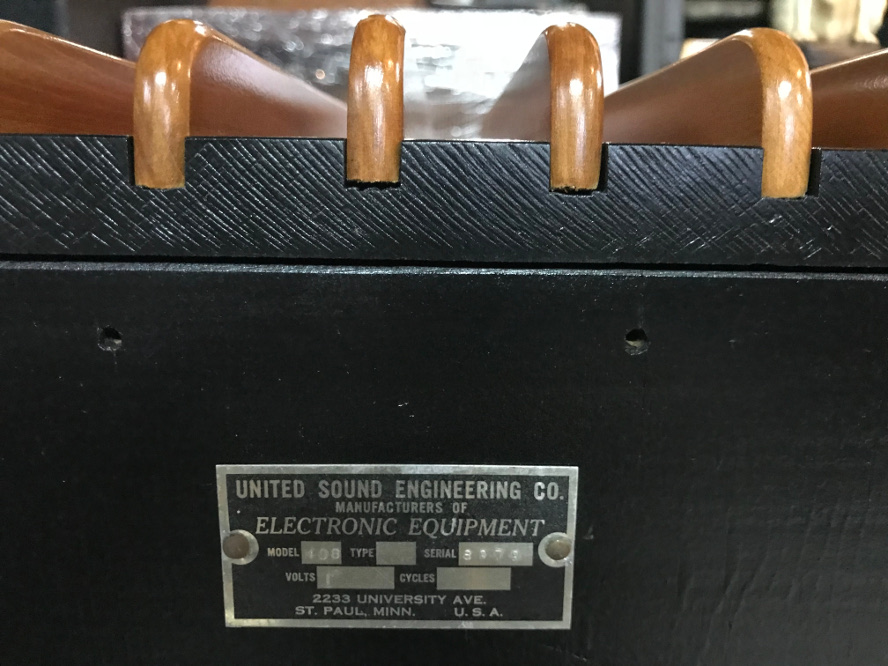 UNITED SOUND ENGINEERING CO.
MANUFACTURERS OF
ELECTRONIC EQUIPMENT
MODEL TYPE SERIAL
VOLTS CYCLES
2233 UNIVERSITY AVE.
ST. PAUL, MINN. U.S.A.